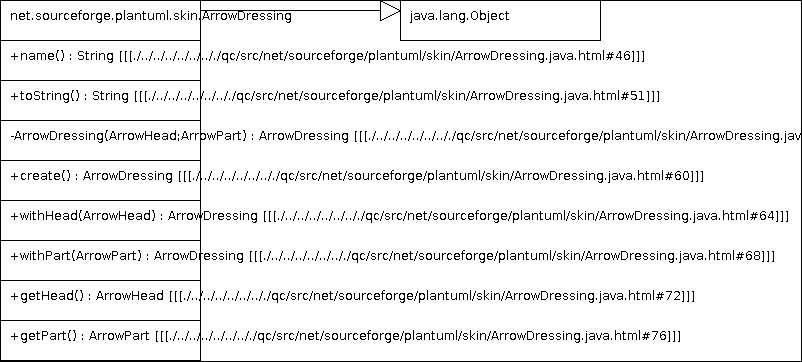 net.sourceforge.plantuml.skin.ArrowDressing
java.lang.Object
+name() : String [[[./../../../../../../../qc/src/net/sourceforge/plantuml/skin/ArrowDressing.java.html#46]]]
+toString() : String [[[./../../../../../../../qc/src/net/sourceforge/plantuml/skin/ArrowDressing.java.html#51]]]
-ArrowDressing(ArrowHead;ArrowPart) : ArrowDressing [[[./../../../../../../../qc/src/net/sourceforge/plantuml/skin/ArrowDressing.jav
+create() : ArrowDressing [[[./../../../../../../../qc/src/net/sourceforge/plantuml/skin/ArrowDressing.java.html#60]]]
+withHead(ArrowHead) : ArrowDressing [[[./../../../../../../../qc/src/net/sourceforge/plantuml/skin/ArrowDressing.java.html#64]]]
+withPart(ArrowPart) : ArrowDressing [[[./../../../../../../../qc/src/net/sourceforge/plantuml/skin/ArrowDressing.java.html#68]]]
+getHead() : ArrowHead [[[./../../../../../../../qc/src/net/sourceforge/plantuml/skin/ArrowDressing.java.html#72]]]
+getPart() : ArrowPart [[[./../../../../../../../qc/src/net/sourceforge/plantuml/skin/ArrowDressing.java.html#76]]]